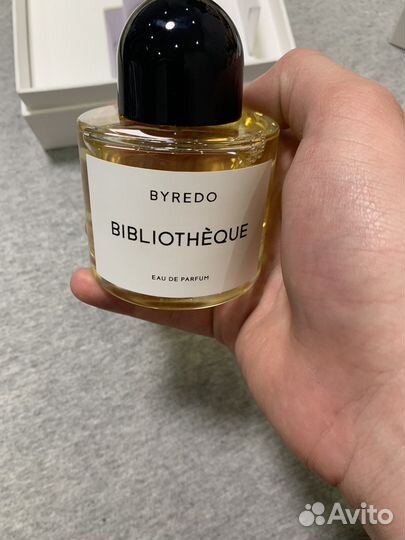 BYREDO
BIBLIOTHÈQUE
EAU DE PARFUM
Avito